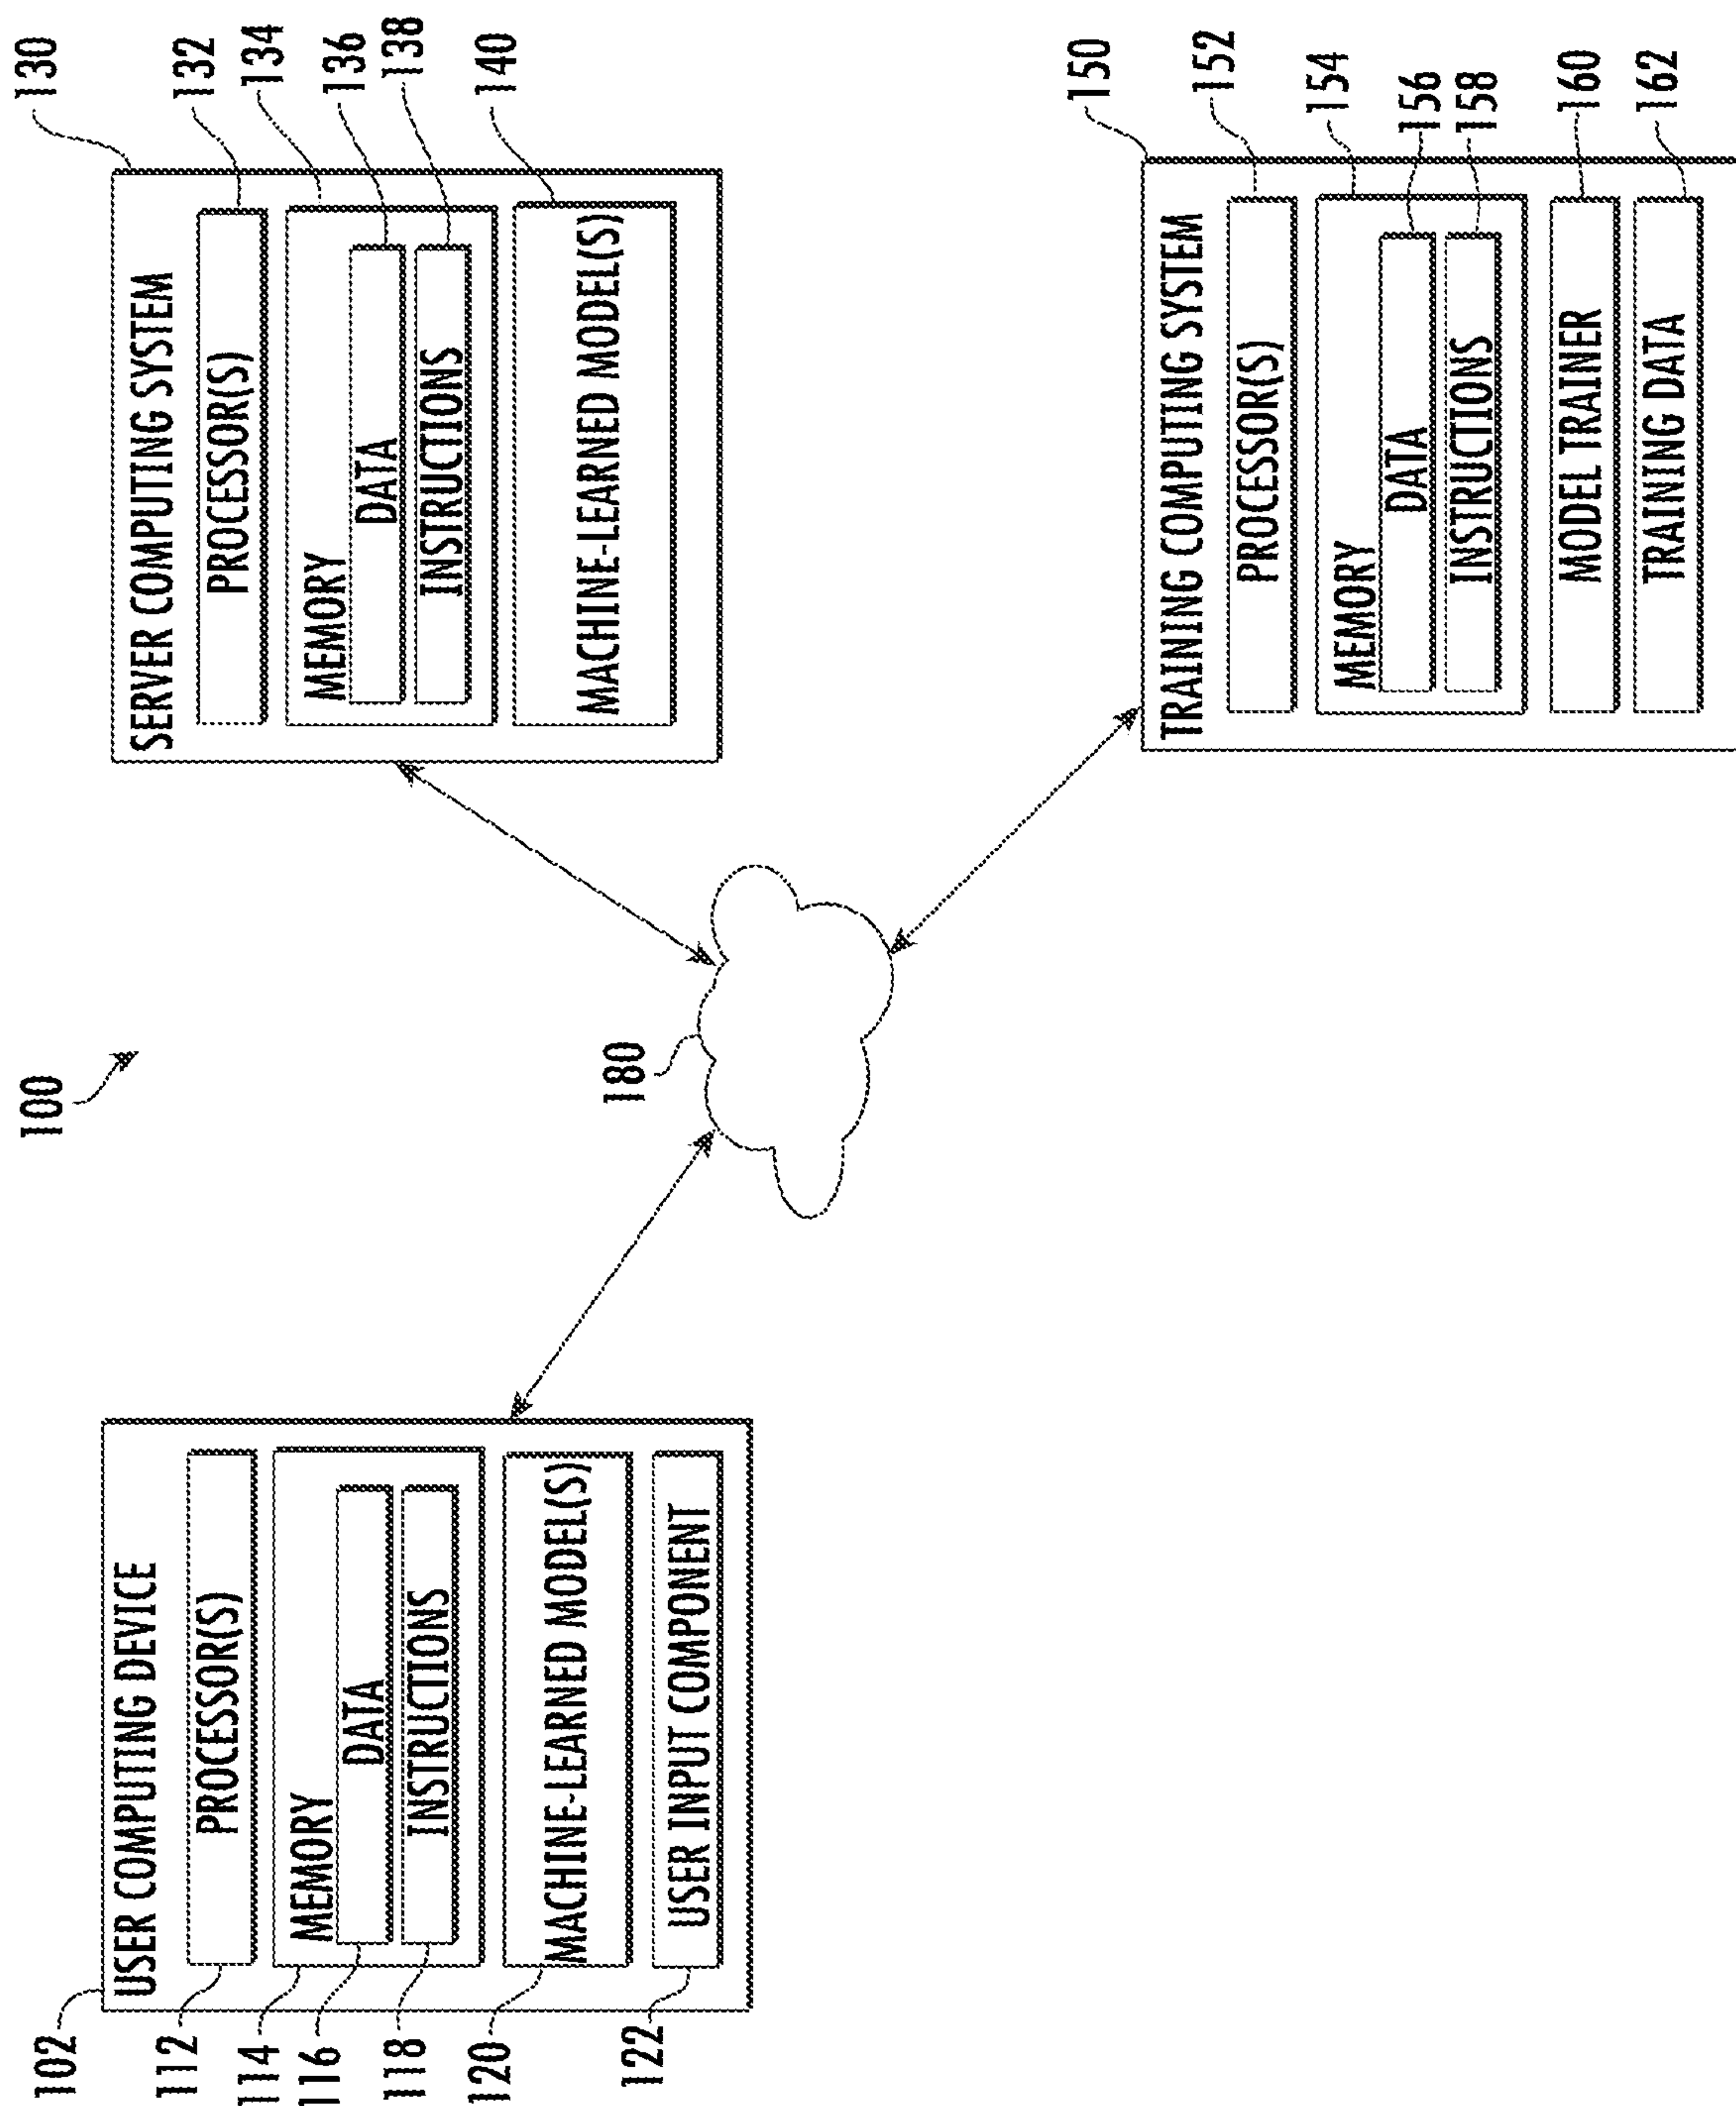 100
102
USER COMPUTING DEVICE
112
PROCESSOR(S)
114
MEMORY
116
DATA
118
INSTRUCTIONS
120
MACHINE-LEARNED MODEL(S)
122
USER INPUT COMPONENT
180
130
SERVER COMPUTING SYSTEM
132
PROCESSOR(S)
134
MEMORY
136
DATA
138
INSTRUCTIONS
140
MACHINE-LEARNED MODEL(S)
150
TRAINING COMPUTING SYSTEM
152
PROCESSOR(S)
154
MEMORY
156
DATA
158
INSTRUCTIONS
160
MODEL TRAINER
162
TRAINING DATA